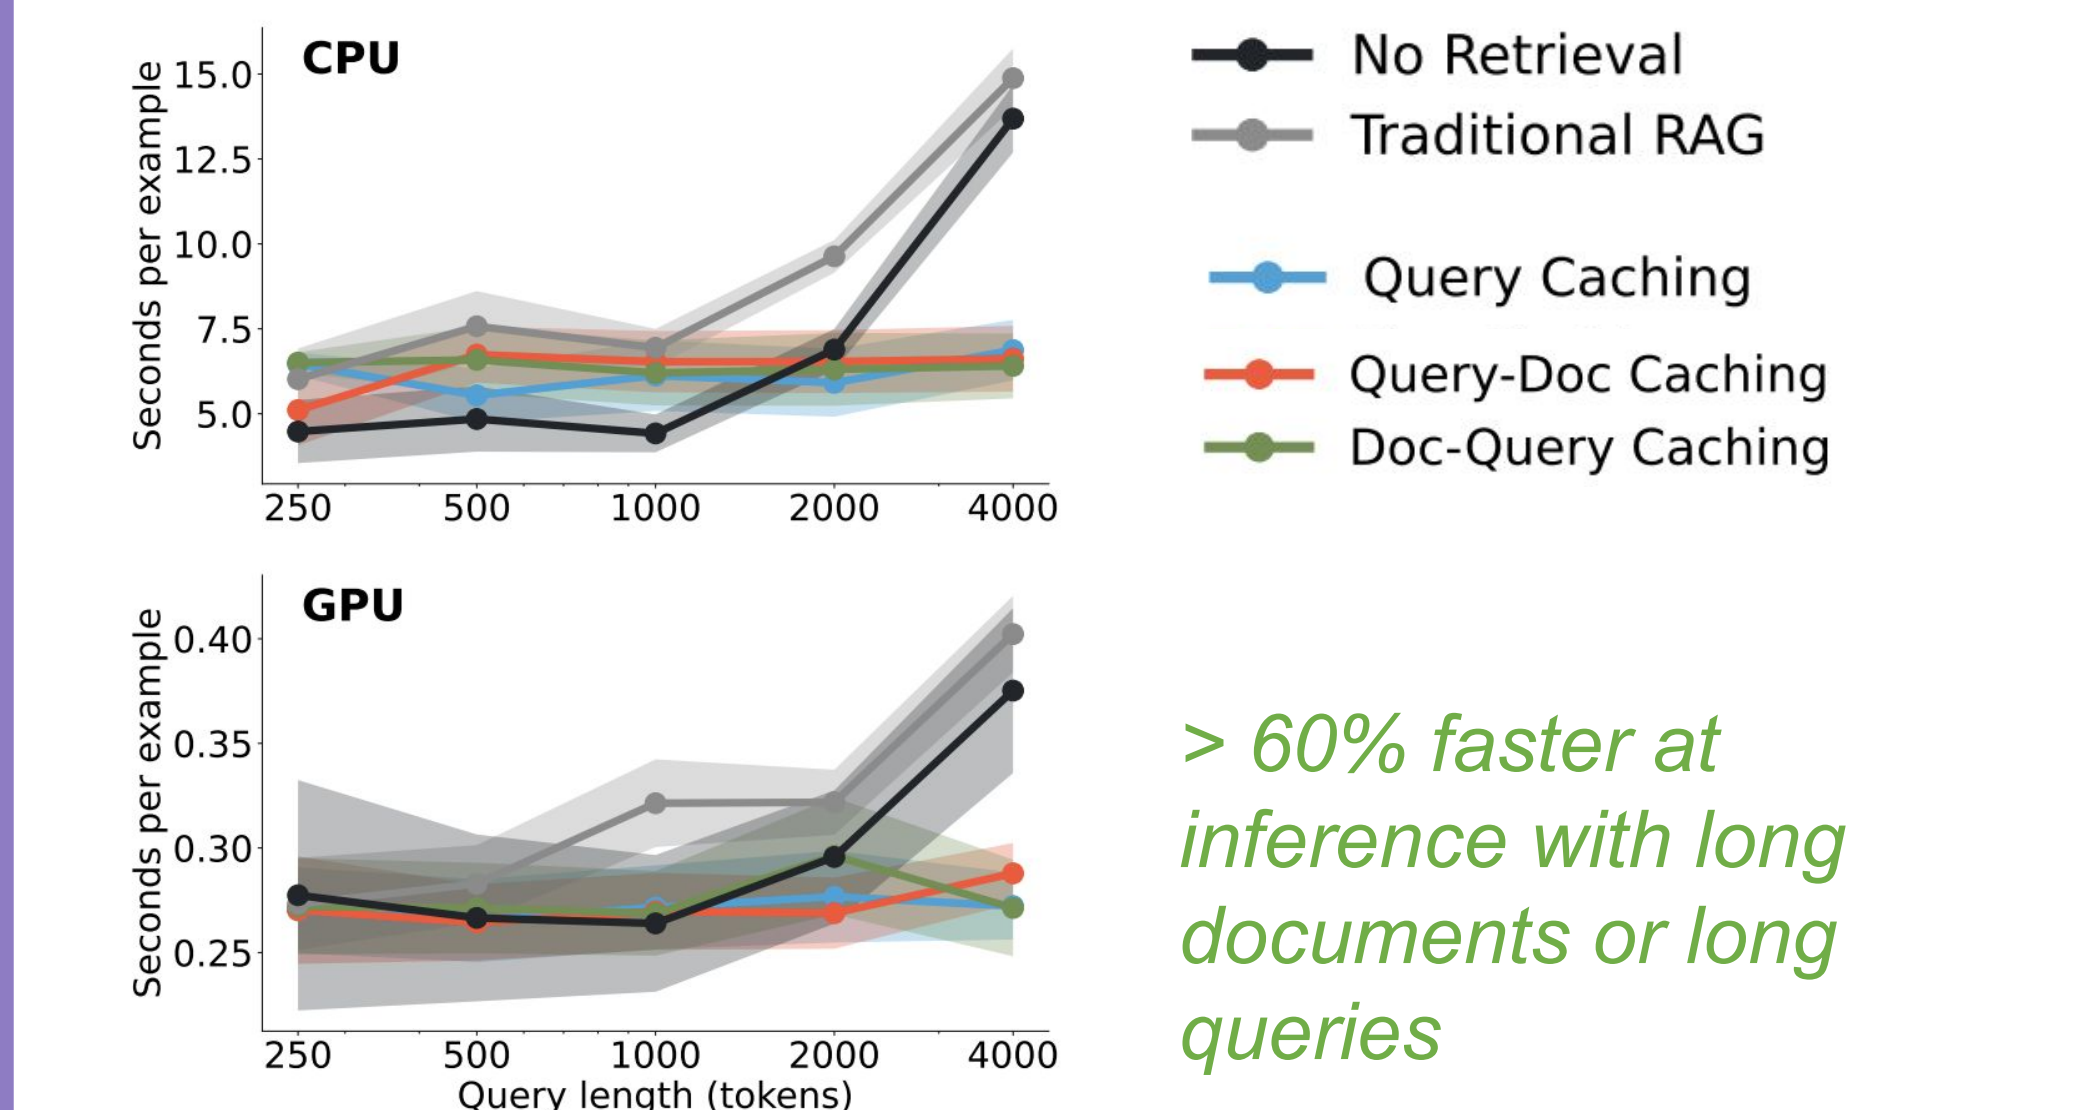 CPU
Seconds per example
15.0
12.5
10.0
7.5
5.0
250 500 1000 2000 4000
No Retrieval
Traditional RAG
Query Caching
Query-Doc Caching
Doc-Query Caching
GPU
Seconds per example
0.40
0.35
0.30
0.25
250 500 1000 2000 4000
Query length (tokens)
> 60% faster at
inference with long
documents or long
queries